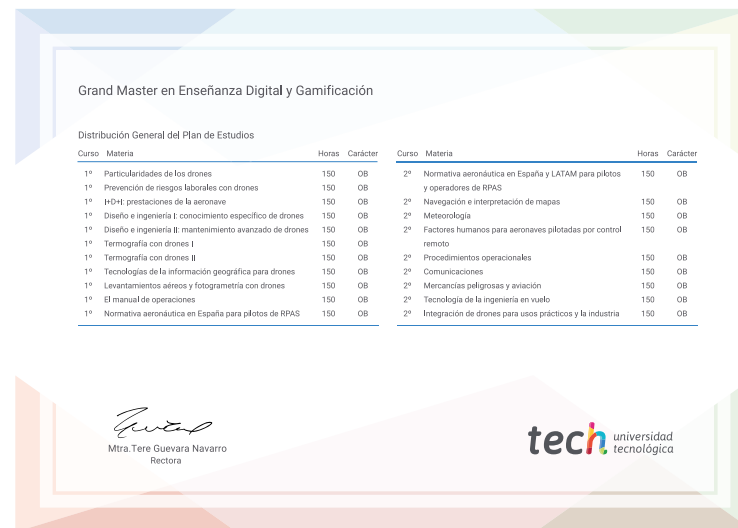 Grand Master en Enseñanza Digital y Gamificación
Distribución General del Plan de Estudios
Curso Materia Horas Carácter
1º Particularidades de los drones 150 OB
1º Prevención de riesgos laborales con drones 150 OB
1º I+D+I: prestaciones de la aeronave 150 OB
1º Diseño e ingeniería I: conocimiento específico de drones 150 OB
1º Diseño e ingeniería II: mantenimiento avanzado de drones 150 OB
1º Termografía con drones I 150 OB
1º Termografía con drones II 150 OB
1º Tecnologías de la información geográfica para drones 150 OB
1º Levantamientos aéreos y fotogrametría con drones 150 OB
1º El manual de operaciones 150 OB
1º Normativa aeronáutica en España para pilotos de RPAS 150 OB
Curso Materia Horas Carácter
2º Normativa aeronáutica en España y LATAM para pilotos 150 OB
y operadores de RPAS
2º Navegación e interpretación de mapas 150 OB
2º Meteorología 150 OB
2º Factores humanos para aeronaves pilotadas por control 150 OB
remoto
2º Procedimientos operacionales 150 OB
2º Comunicaciones 150 OB
2º Mercancías peligrosas y aviación 150 OB
2º Tecnología de la ingeniería en vuelo 150 OB
2º Integración de drones para usos prácticos y la industria 150 OB
Mtra.Tere Guevara Navarro
Rectora
tech universidad
tecnológica